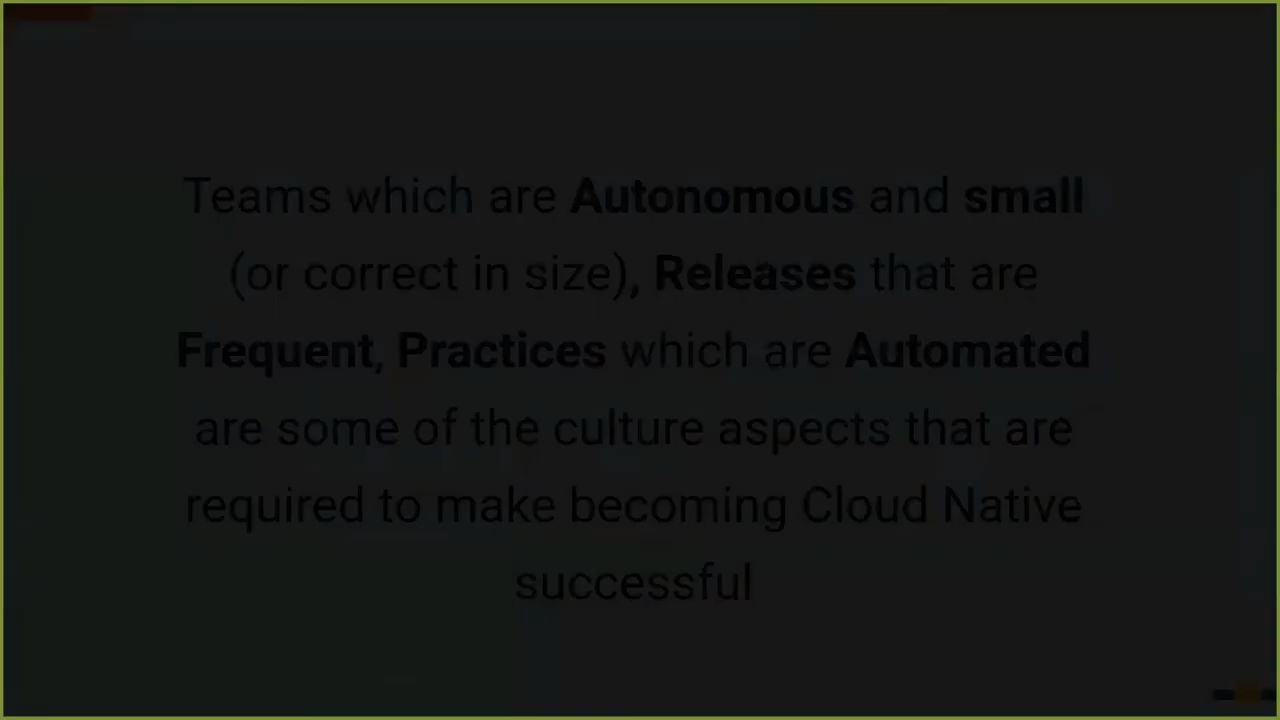 Teams which are Autonomous and small
(or correct in size), Releases that are
Frequent, Practices which are Automated
are some of the culture aspects that are
required to make becoming Cloud Native
successful